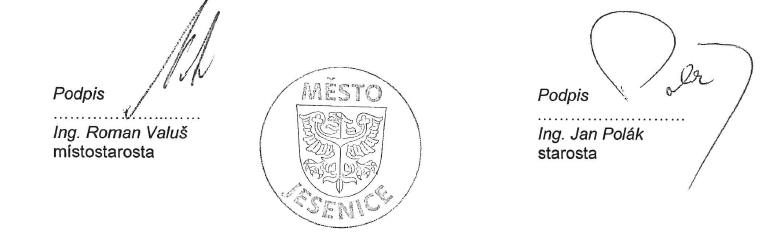 Podpis
Ing. Roman Valuš
místostarosta
MĚSTO
JESENICE
Podpis
Ing. Jan Polák
starosta